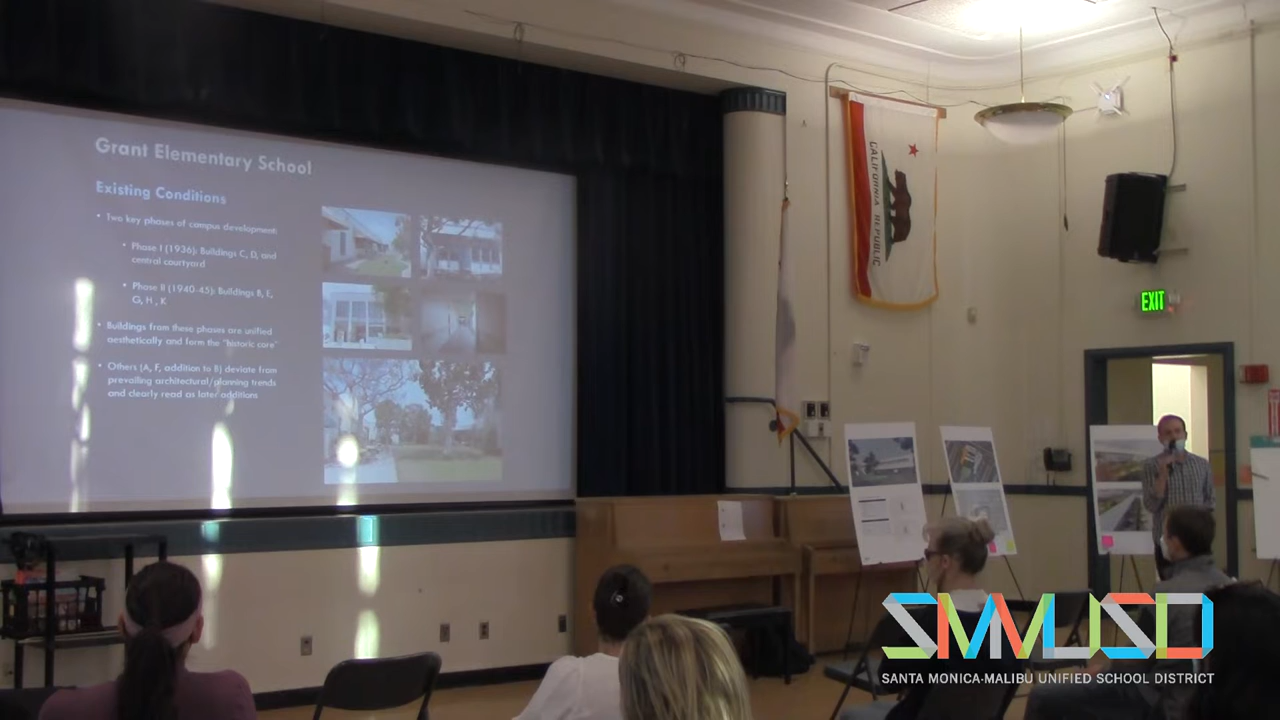 Grant Elementary School
Existing Conditions
• Two key phases of campus development:
• Phase I (1936): Buildings C, D, and
central courtyard
• Phase II (1940-45): Buildings B, E,
G, H , K
• Buildings from these phases are unified
aesthetically and form the "historic core"
• Others (A, F, addition to B) deviate from
prevailing architectural/planning trends
and clearly read as later additions
CALIFORNIA REPUBLIC
EXIT
SMMUSD
SANTA MONICA-MALIBU UNIFIED SCHOOL DISTRICT